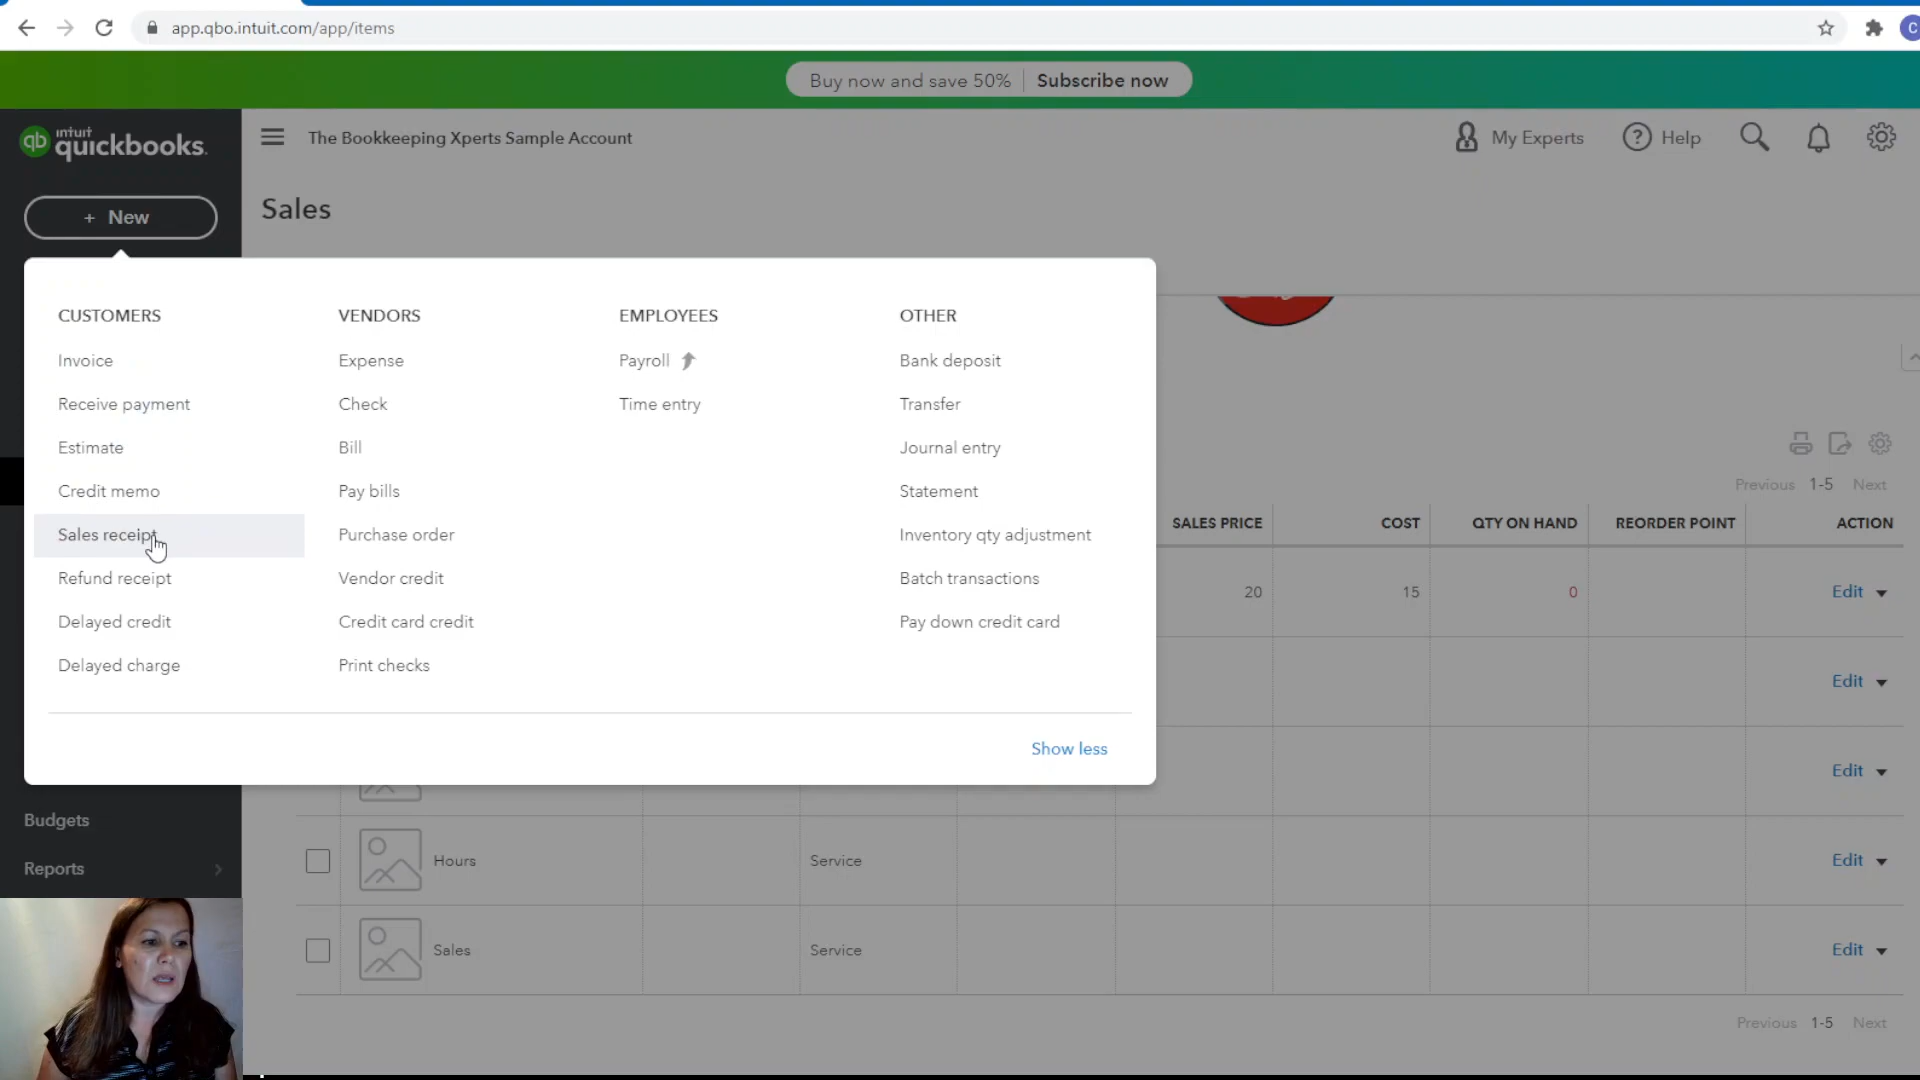 app.qbo.intuit.com/app/items
C
Buy now and save 50% Subscribe now
qb intuit quickbooks.
The Bookkeeping Xperts Sample Account
My Experts
? Help
+ New
Sales
CUSTOMERS
Invoice
Receive payment
Estimate
Credit memo
Sales receipt
Refund receipt
Delayed credit
Delayed charge
VENDORS
Expense
Check
Bill
Pay bills
Purchase order
Vendor credit
Credit card credit
Print checks
EMPLOYEES
Payroll
Time entry
OTHER
Bank deposit
Transfer
Journal entry
Statement
Inventory qty adjustment
Batch transactions
Pay down credit card
Show less
Previous 1-5 Next
SALES PRICE COST QTY ON HAND REORDER POINT ACTION
20 15 0 Edit
Edit
Edit
Hours Service Edit
Sales Service Edit
Previous 1-5 Next
Budgets
Reports